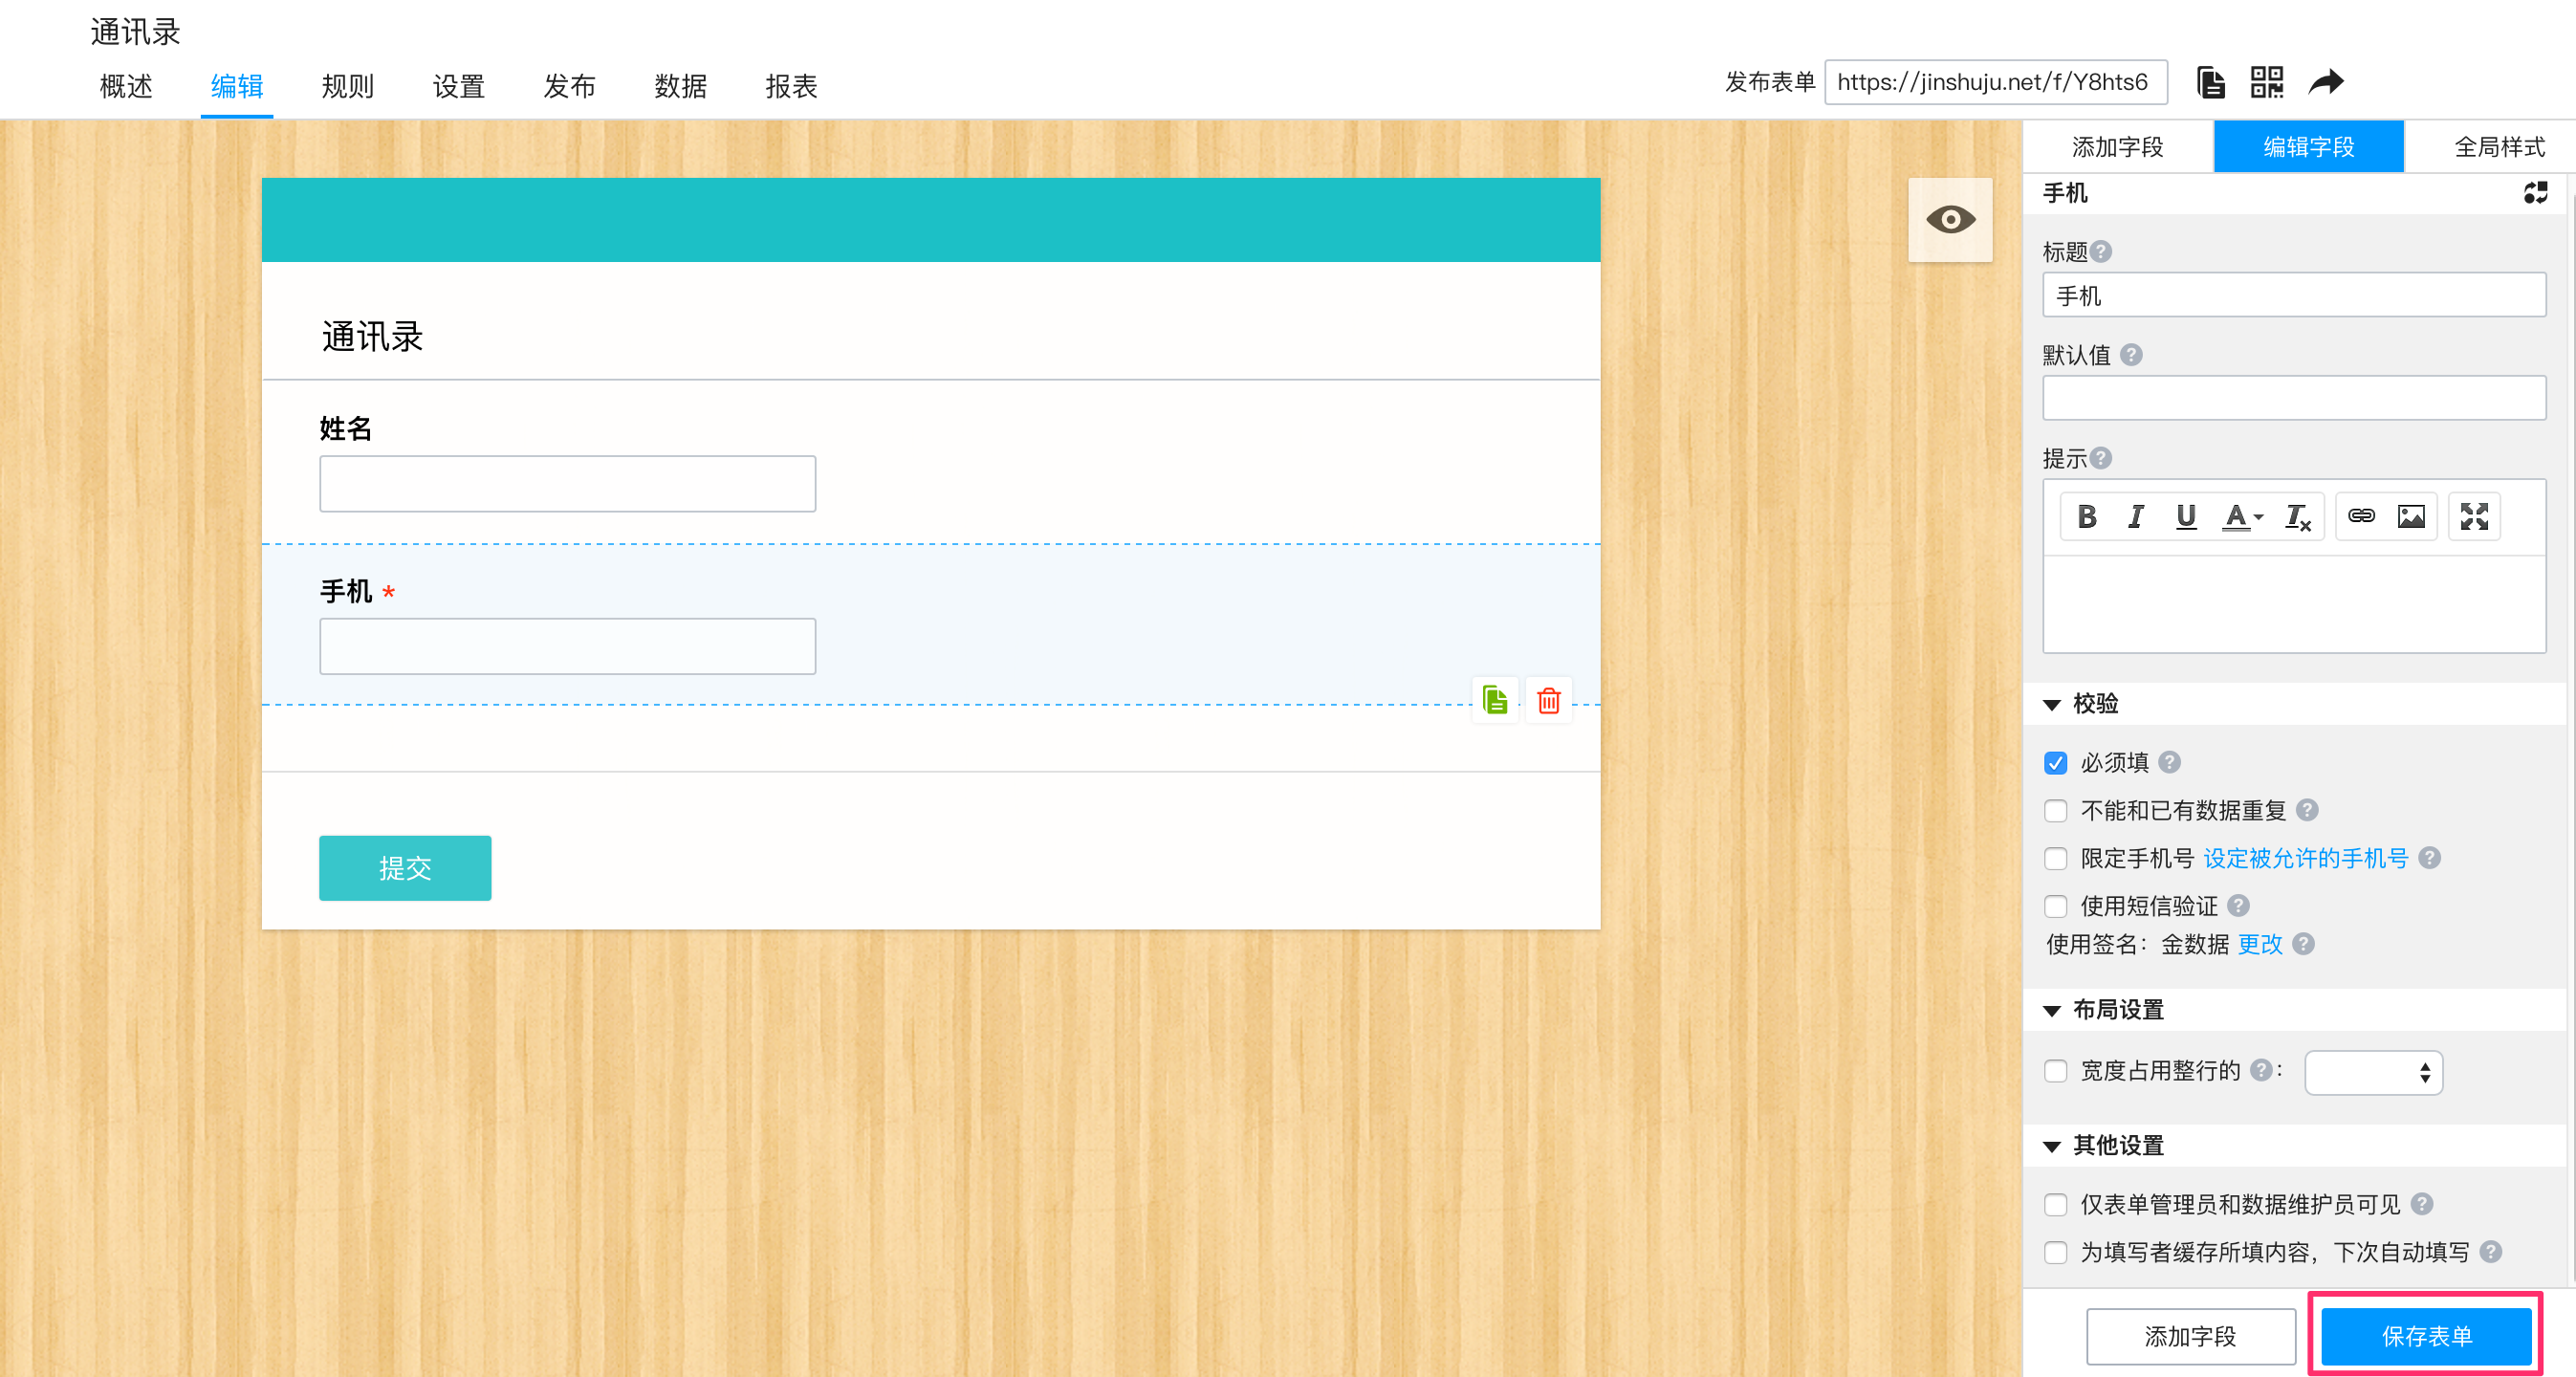 通讯录
概述 编辑 规则 设置 发布 数据 报表
发布表单 https://jinshuju.net/f/Y8hts6
添加字段 编辑字段 全局样式
通讯录
姓名
手机 *
提交
手机
标题
手机
默认值
提示
B I U A Tx
校验
必须填
不能和已有数据重复
限定手机号 设定被允许的手机号
使用短信验证
使用签名：金数据 更改
布局设置
宽度占用整行的 ：
其他设置
仅表单管理员和数据维护员可见
为填写者缓存所填内容，下次自动填写
添加字段 保存表单